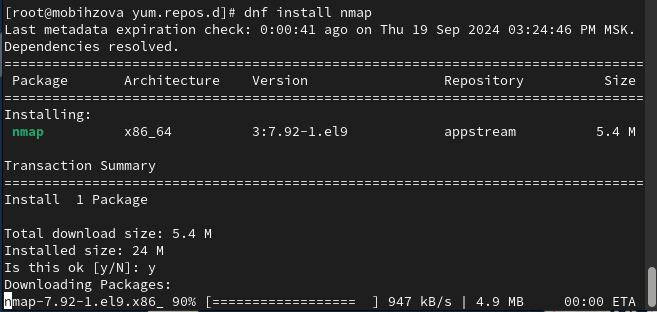 [root@mobihzova yum.repos.d]# dnf install nmap
Last metadata expiration check: 0:00:41 ago on Thu 19 Sep 2024 03:24:46 PM MSK.
Dependencies resolved.
================================================================================
 Package        Architecture    Version                 Repository          Size
================================================================================
Installing:
 nmap           x86_64          3:7.92-1.el9            appstream          5.4 M

Transaction Summary
================================================================================
Install  1 Package

Total download size: 5.4 M
Installed size: 24 M
Is this ok [y/N]: y
Downloading Packages:
nmap-7.92-1.el9.x86_ 90% [==================  ] 947 kB/s | 4.9 MB     00:00 ETA